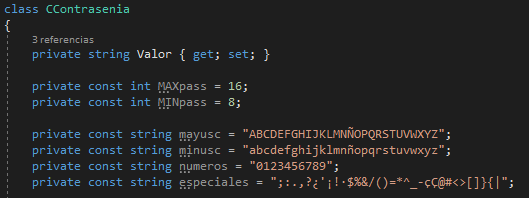 class CContrasenia
{
3 referencias
private string Valor { get; set; }
private const int MAXpass = 16;
private const int MINpass = 8;
private const string mayusc = "ABCDEFGHIJKLMNÑOPQRSTUVWXYZ";
private const string minusc = "abcdefghijklmnñopqrstuvwxyz";
private const string numeros = "0123456789";
private const string especiales = ";:.,?¿'¡!·$%&/()=*^_-çÇ@#<>[]}{|";